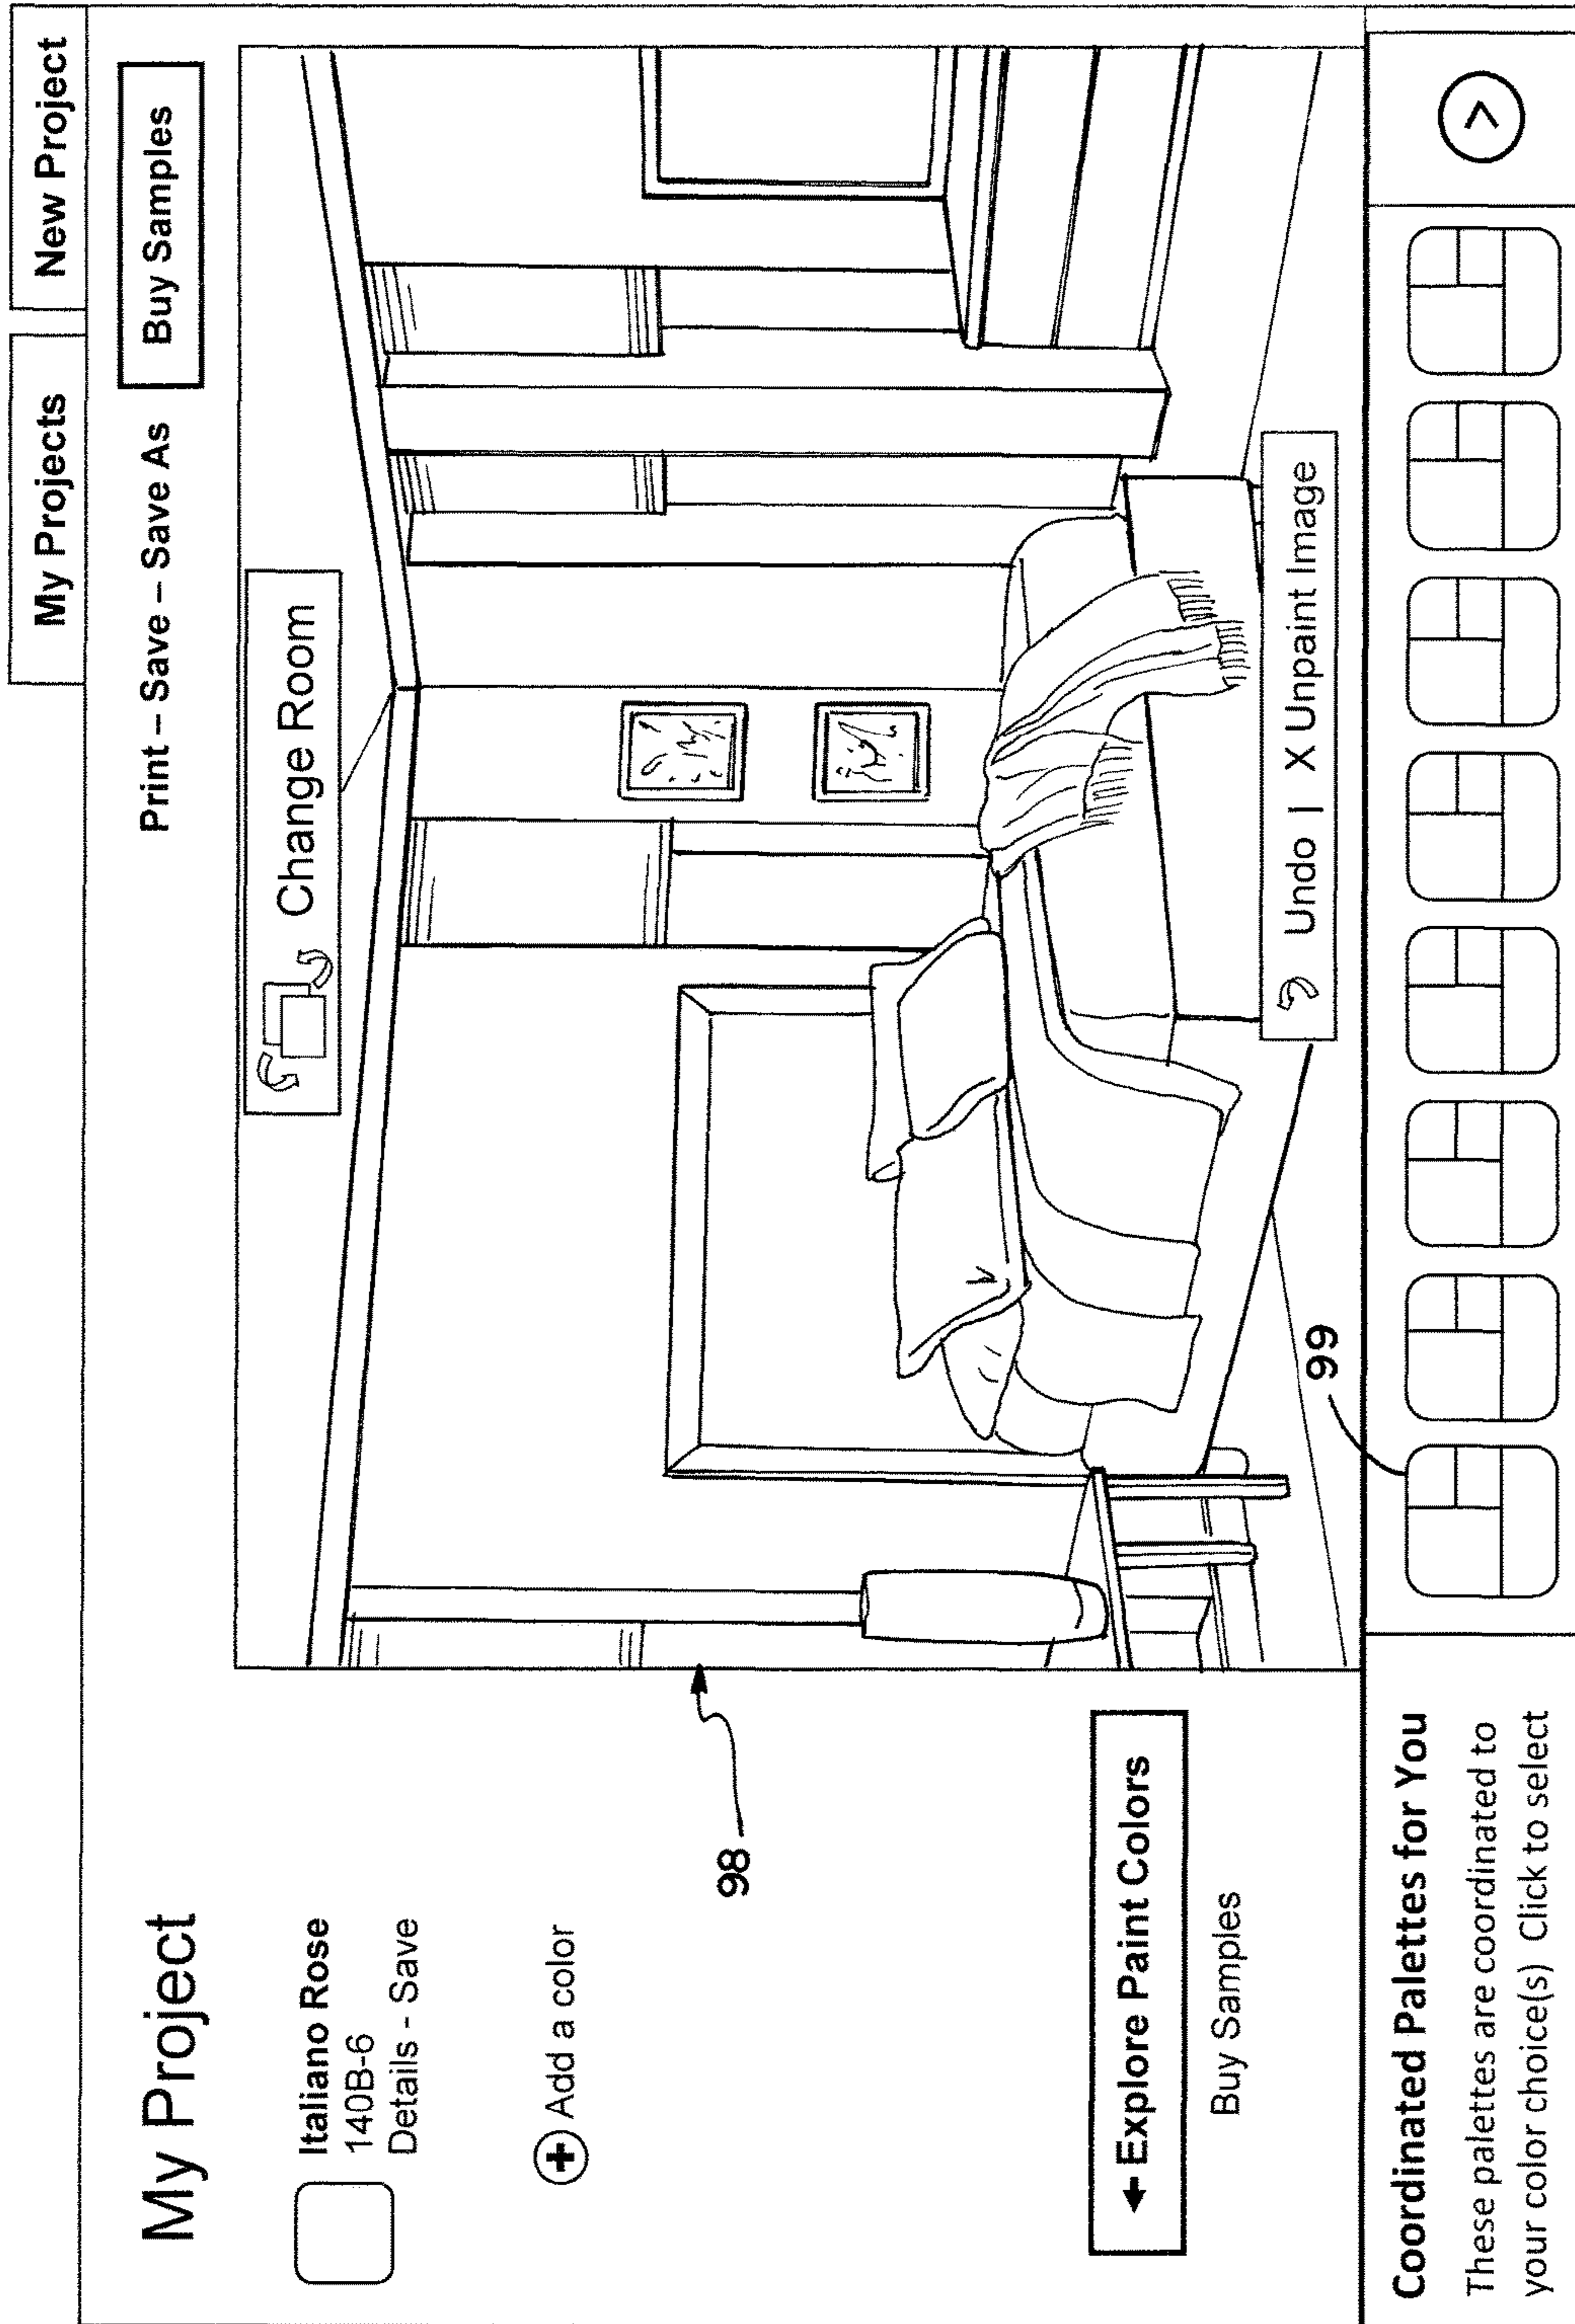 My Projects
New Project
My Project
Print – Save – Save As
Buy Samples
Italiano Rose
140B-6
Details - Save
+ Add a color
Change Room
98
Explore Paint Colors
Buy Samples
Undo | X Unpaint Image
99
Coordinated Palettes for You
These palettes are coordinated to
your color choice(s) Click to select
>